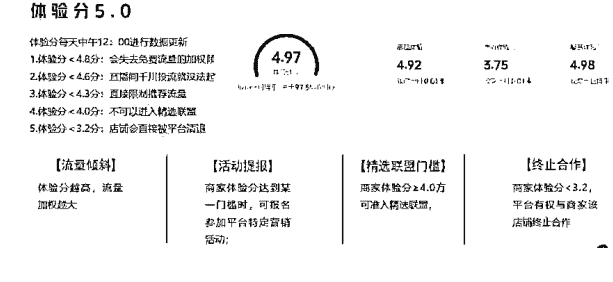 体验分5.0
体验分每天中午12：00进行数据更新
1.体验分<4.8分：会失去免费流量的加权
2.体验分<4.6分：直播间千川投流就没法起
3.体验分<4.3分：直接限制推荐流量
4.体验分<4.0分：不可以进入精选联盟
5.体验分<3.2分：店铺会直接被平台清退
4.97
4.92
3.75
4.98
【流量倾斜】
体验分越高，流量
加权越大
【活动提报】
商家体验分达到某
一门槛时，可报名
参加平台特定营销
活动；
【精选联盟门槛】
商家体验分≥4.0方
可准入精选联盟，
【终止合作】
商家体验分<3.2，
平台有权与商家该
店铺终止合作